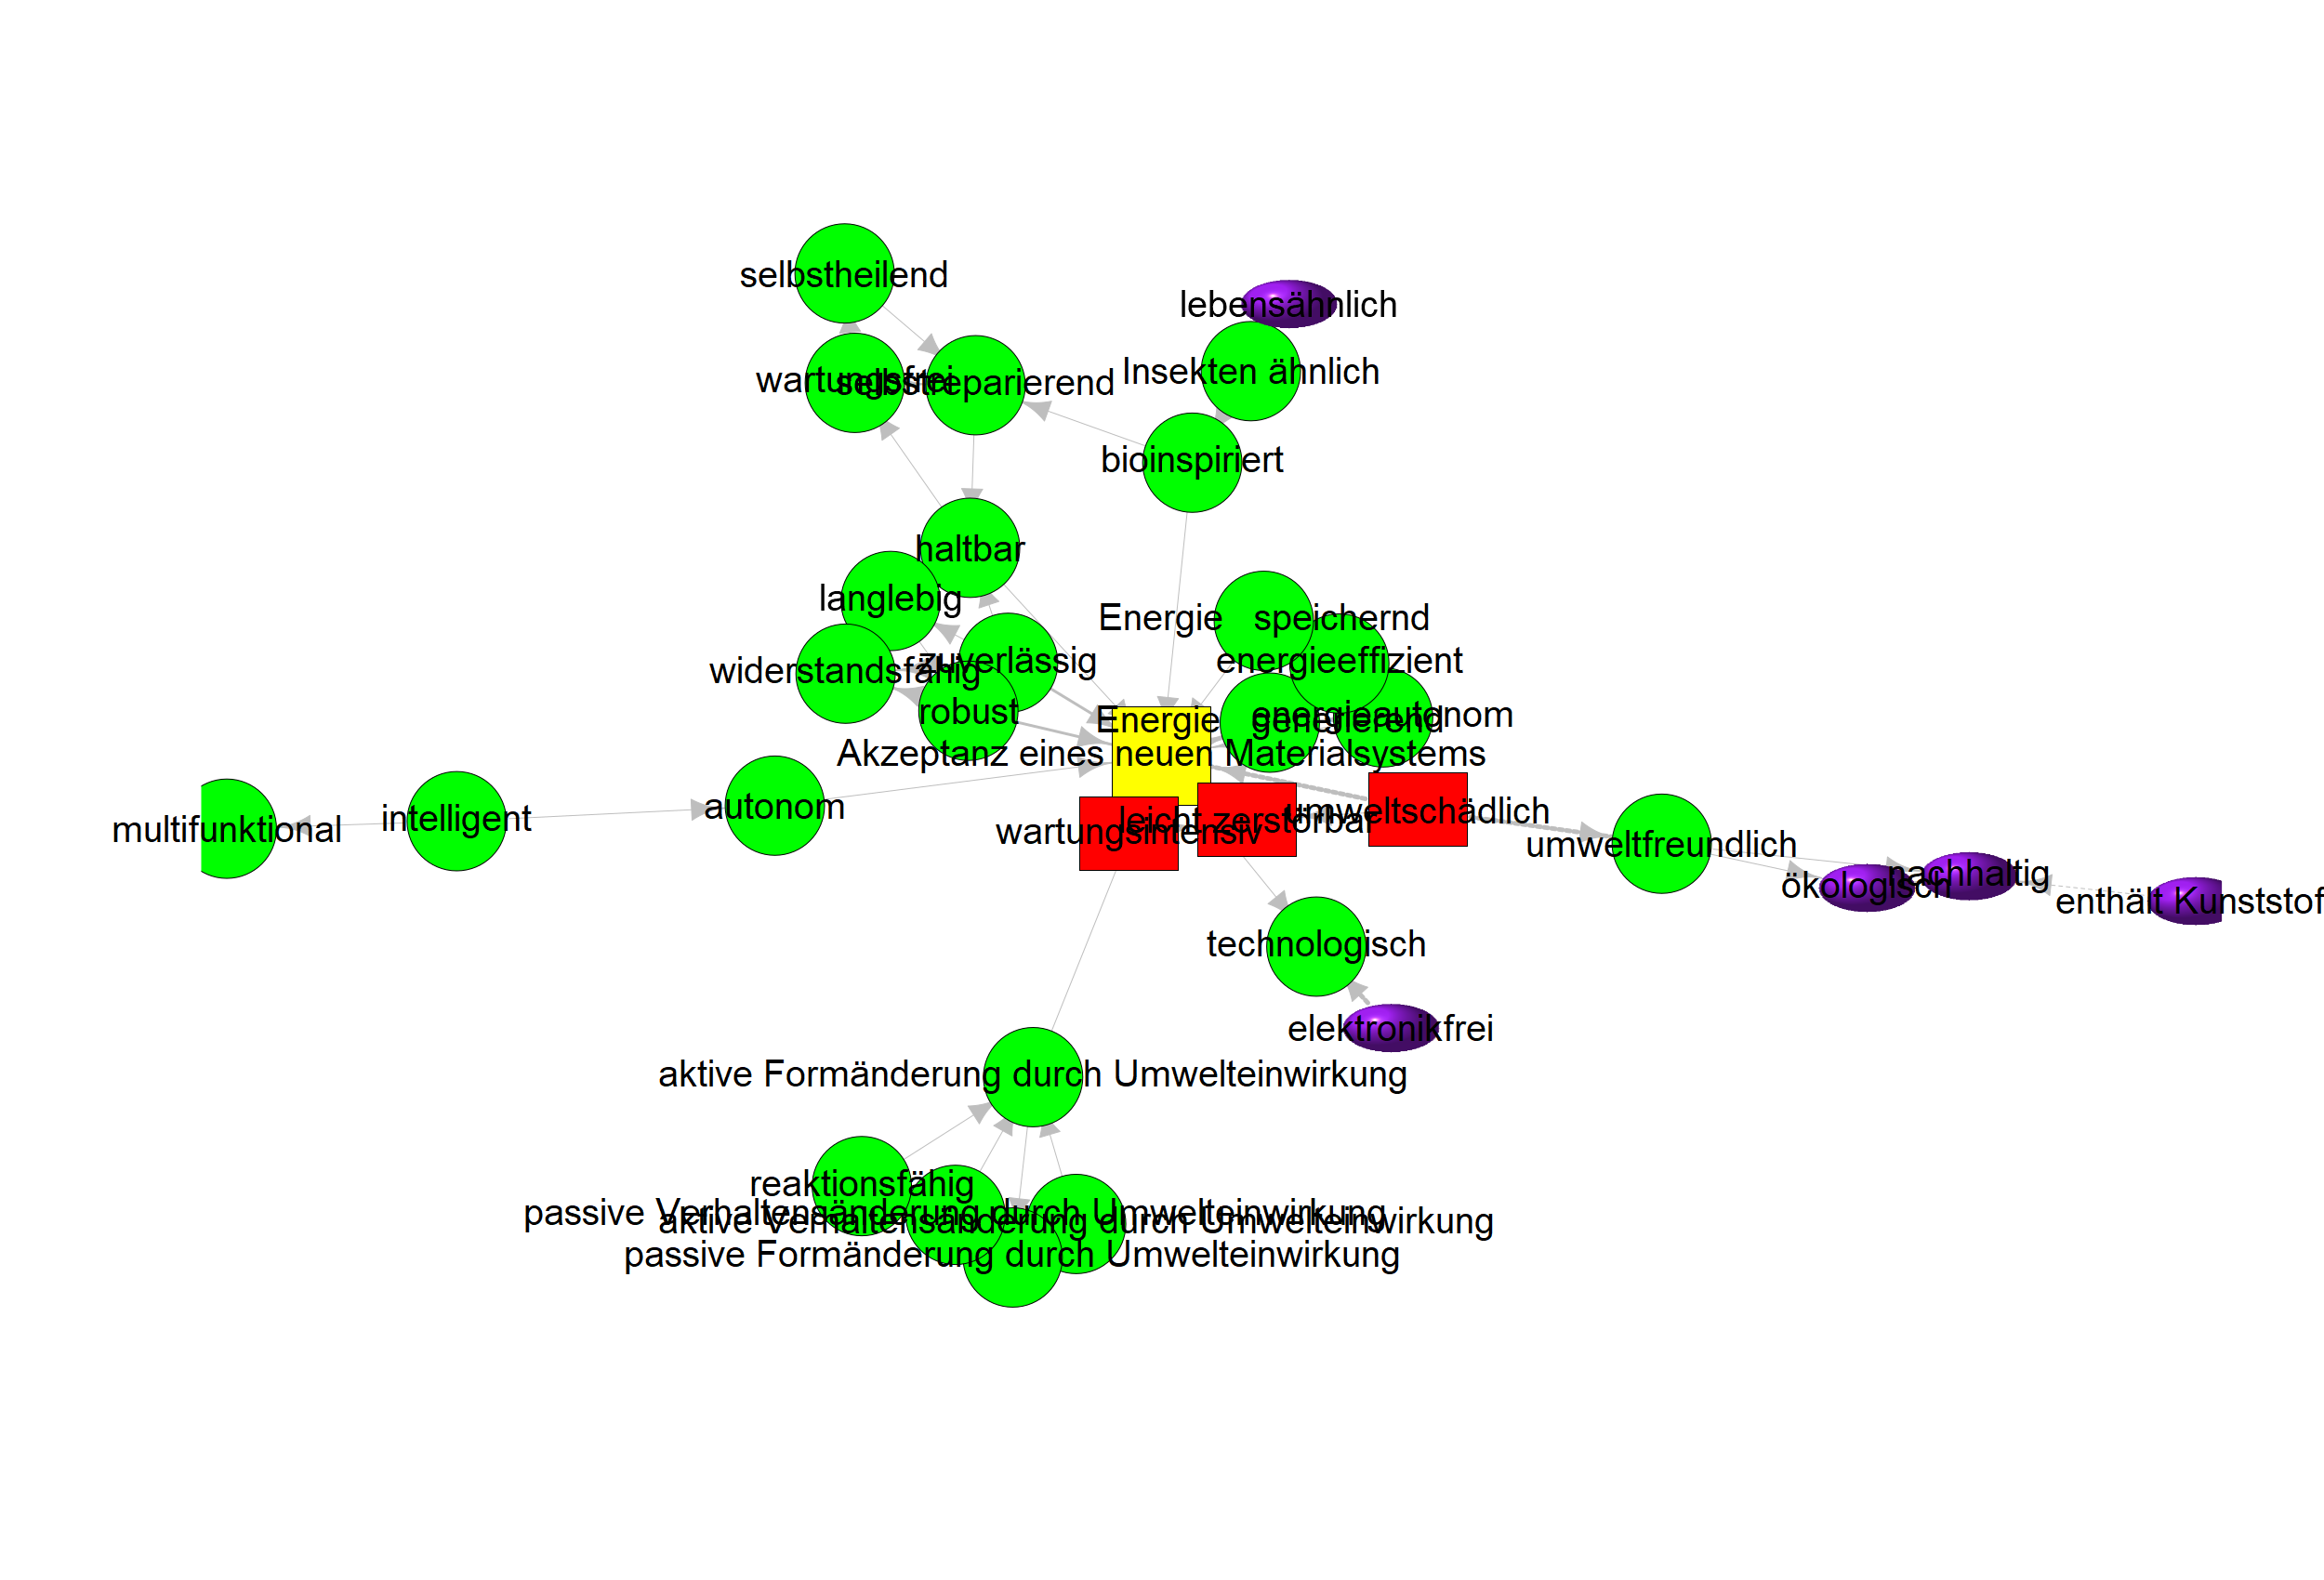 selbstheilend
lebensähnlich
wartungsfrei
selbstreparierend
Insekten ähnlich
bioinspiriert
haltbar
langlebig
Energie speichernd
zuverlässig
energieeffizient
widerstandsfähig
robust
Energie generierend
energieautonom
Akzeptanz eines neuen Materialsystems
autonom
intelligent
multifunktional
wartungsintensiv
leicht zerstörbar
umweltschädlich
umweltfreundlich
ökologisch
nachhaltig
enthält Kunststof
technologisch
elektronikfrei
aktive Formänderung durch Umwelteinwirkung
reaktionsfähig
passive Verhaltensänderung durch Umwelteinwirkung
aktive Verhaltensänderung durch Umwelteinwirkung
passive Formänderung durch Umwelteinwirkung